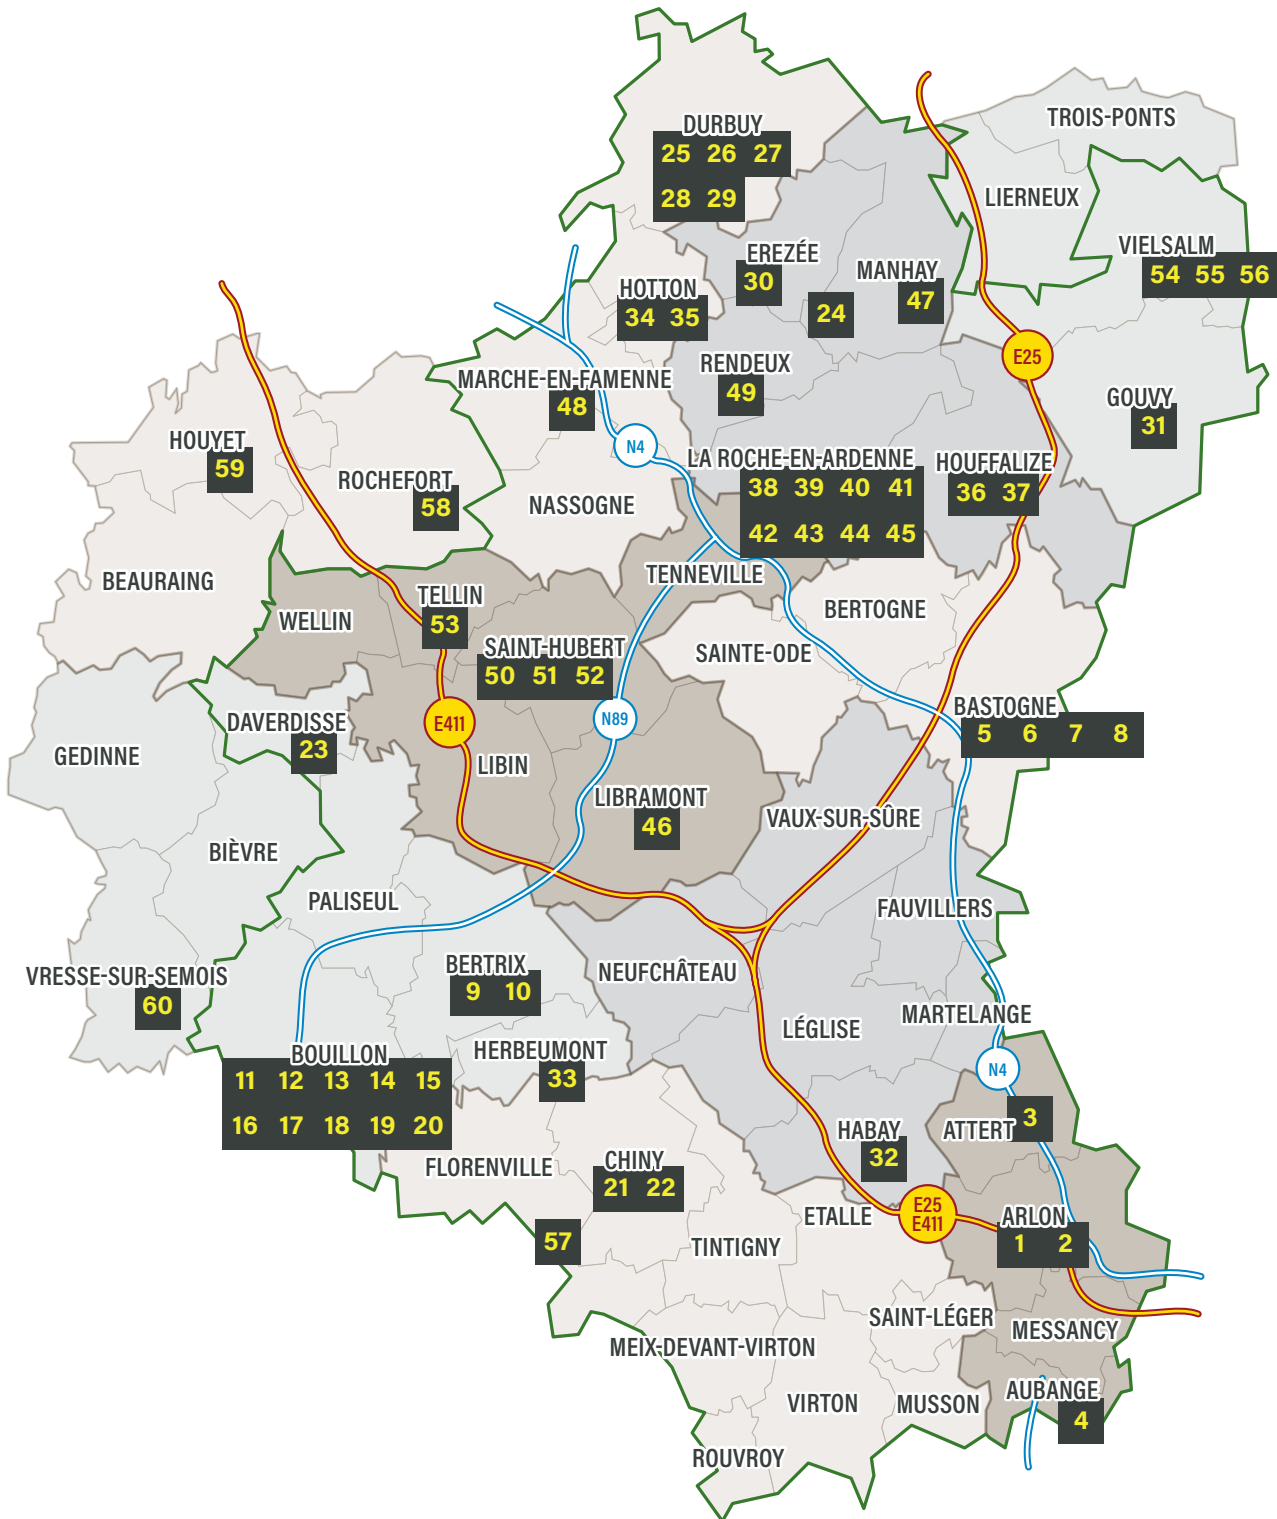 TROIS-PONTS
DURBUY
25 26 27
28 29
LIERNEUX
VIELSALM
54 55 56
EREZÉE
30
MANHAY
47
24
HOTTON
34 35
E25
RENDEUX
49
MARCHE-EN-FAMENNE
48
GOUVY
31
HOUYET
59
N4
LA ROCHE-EN-ARDENNE
38 39 40 41
42 43 44 45
HOUFFALIZE
36 37
ROCHEFORT
58
NASSOGNE
BEAURAING
TENNEVILLE
TELLIN
53
BERTOGNE
WELLIN
SAINT-HUBERT
50 51 52
SAINTE-ODE
BASTOGNE
5 6 7 8
DAVERDISSE
23
E411
N89
GEDINNE
LIBIN
LIBRAMONT
46
VAUX-SUR-SÛRE
BIÈVRE
PALISEUL
FAUVILLERS
BERTRIX
9 10
NEUFCHÂTEAU
VRESSE-SUR-SEMOIS
60
MARTELANGE
LÉGLISE
BOUILLON
11 12 13 14 15
16 17 18 19 20
HERBEUMONT
33
N4
ATTERT
3
HABAY
32
FLORENVILLE
CHINY
21 22
E25
E411
ETALLE
ARLON
1 2
57
TINTIGNY
SAINT-LÉGER
MESSANCY
MEIX-DEVANT-VIRTON
AUBANGE
4
VIRTON
MUSSON
ROUVROY